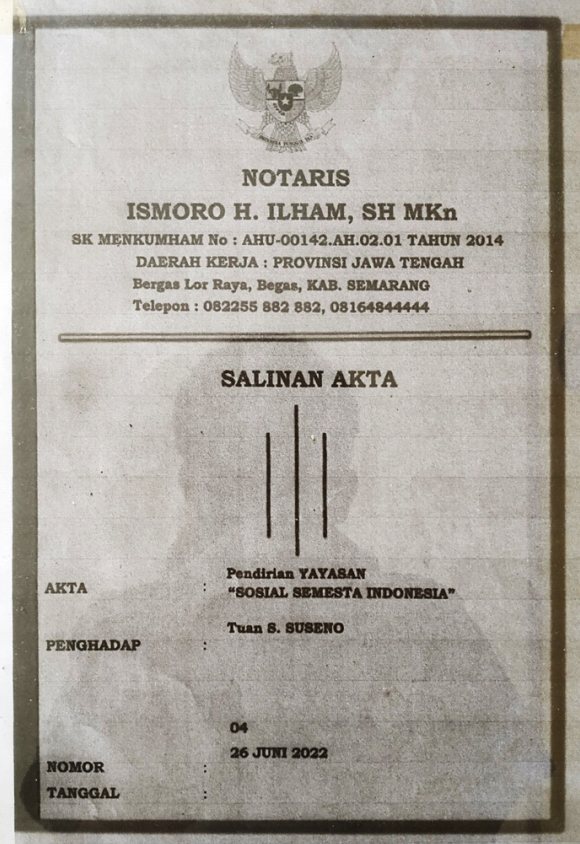 NOTARIS
ISMORO H. ILHAM, SH MKn
SK MENKUMHAM No : AHU-00142.AH.02.01 TAHUN 2014
DAERAH KERJA : PROVINSI JAWA TENGAH
Bergas Lor Raya, Begas, KAB. SEMARANG
Telepon : 082255 882 882, 08164844444
SALINAN AKTA
Pendirian YAYASAN
AKTA : "SOSIAL SEMESTA INDONESIA"
Tuan S. SUSENO
PENGHADAP :
04
26 JUNI 2022
NOMOR :
TANGGAL :